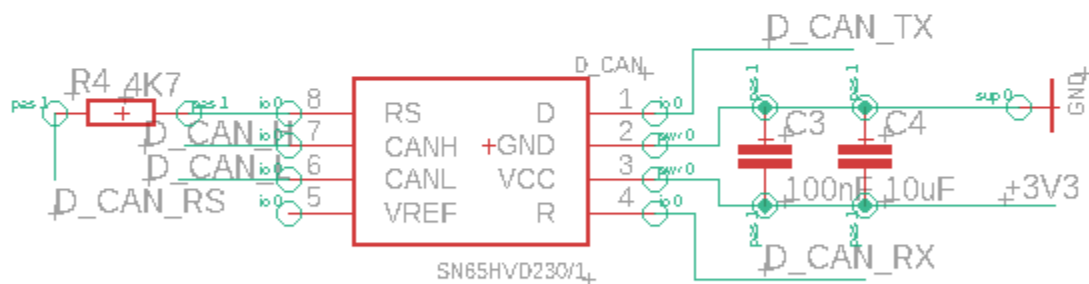 D_CAN_TX
D_CAN
R4 4K7
pas 1
pas 1
io 0
8
RS
D
1
io 0
pas 1
pas 1
sup 0
GND
D_CAN_H
io 0
7
CANH
GND
2
pwr 0
C3
C4
D_CAN_L
io 0
6
CANL
VCC
3
pwr 0
100nF
10uF
+3V3
D_CAN_RS
io 0
5
VREF
R
4
io 0
pas 1
pas 1
D_CAN_RX
SN65HVD230/1